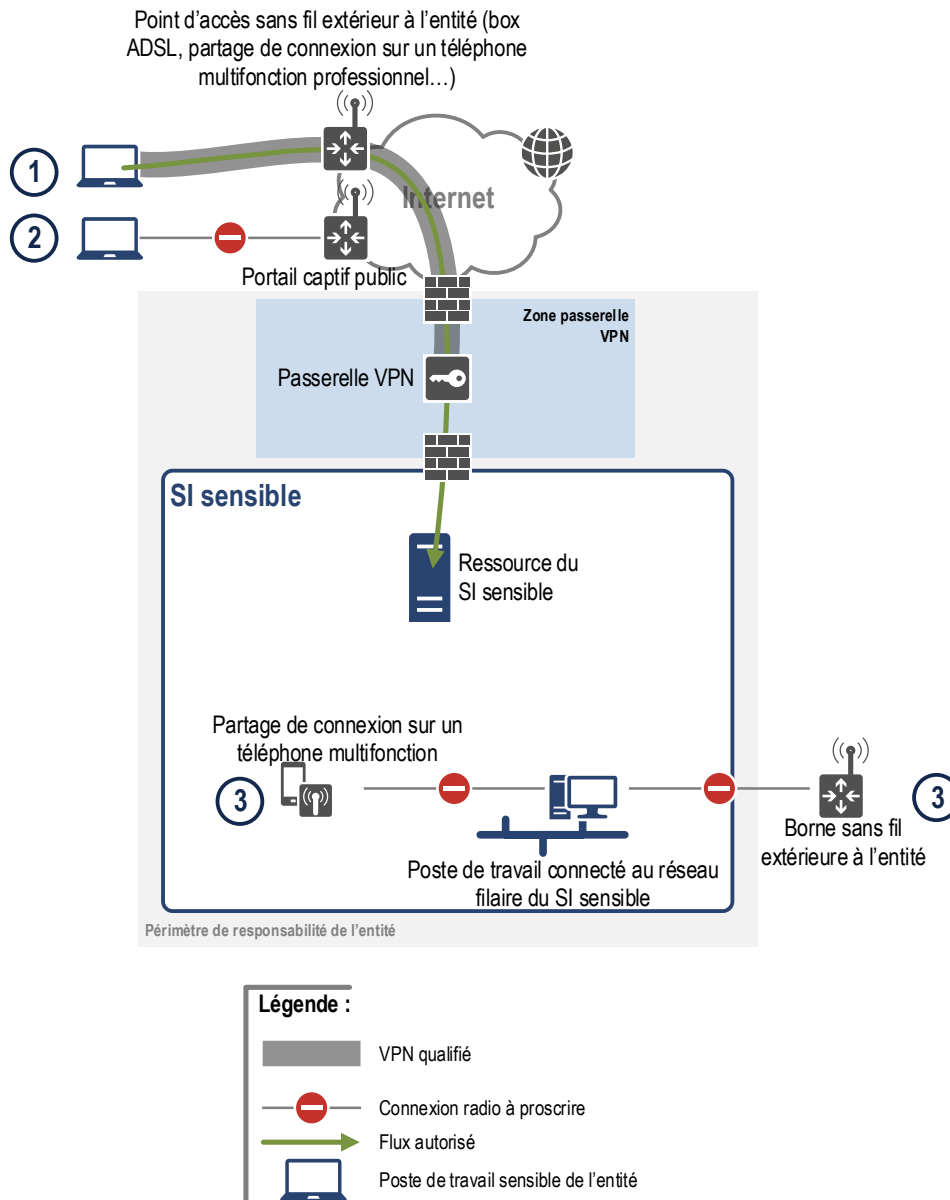 Point d’accès sans fil extérieur à l’entité (box
ADSL, partage de connexion sur un téléphone
multifonction professionnel…)
1
Internet
2
Portail captif public
Zone passerelle
VPN
Passerelle VPN
SI sensible
Ressource du
SI sensible
Partage de connexion sur un
téléphone multifonction
3
3
Borne sans fil
extérieure à l’entité
Poste de travail connecté au réseau
filaire du SI sensible
Périmètre de responsabilité de l’entité
Légende :
VPN qualifié
Connexion radio à proscrire
Flux autorisé
Poste de travail sensible de l’entité